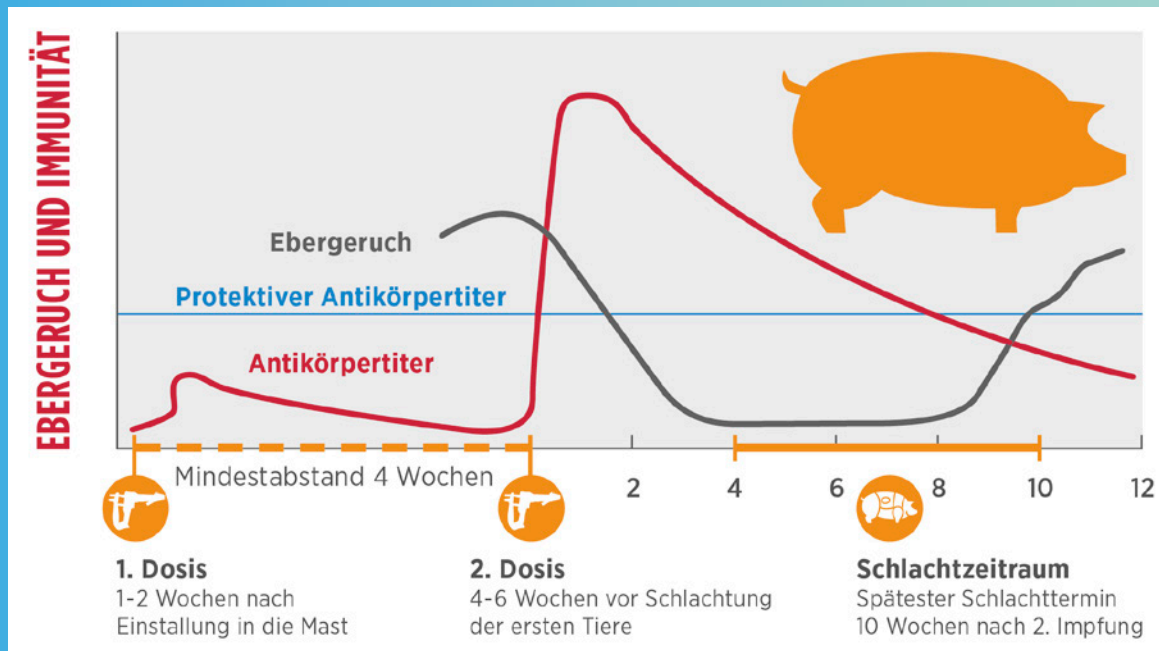 EBERGERUCH UND IMMUNITÄT
Ebergeruch
Protektiver Antikörpertiter
Antikörpertiter
Mindestabstand 4 Wochen
2 4 6 8 10 12
1. Dosis
1-2 Wochen nach
Einstallung in die Mast
2. Dosis
4-6 Wochen vor Schlachtung
der ersten Tiere
Schlachtzeitraum
Spätester Schlachttermin
10 Wochen nach 2. Impfung